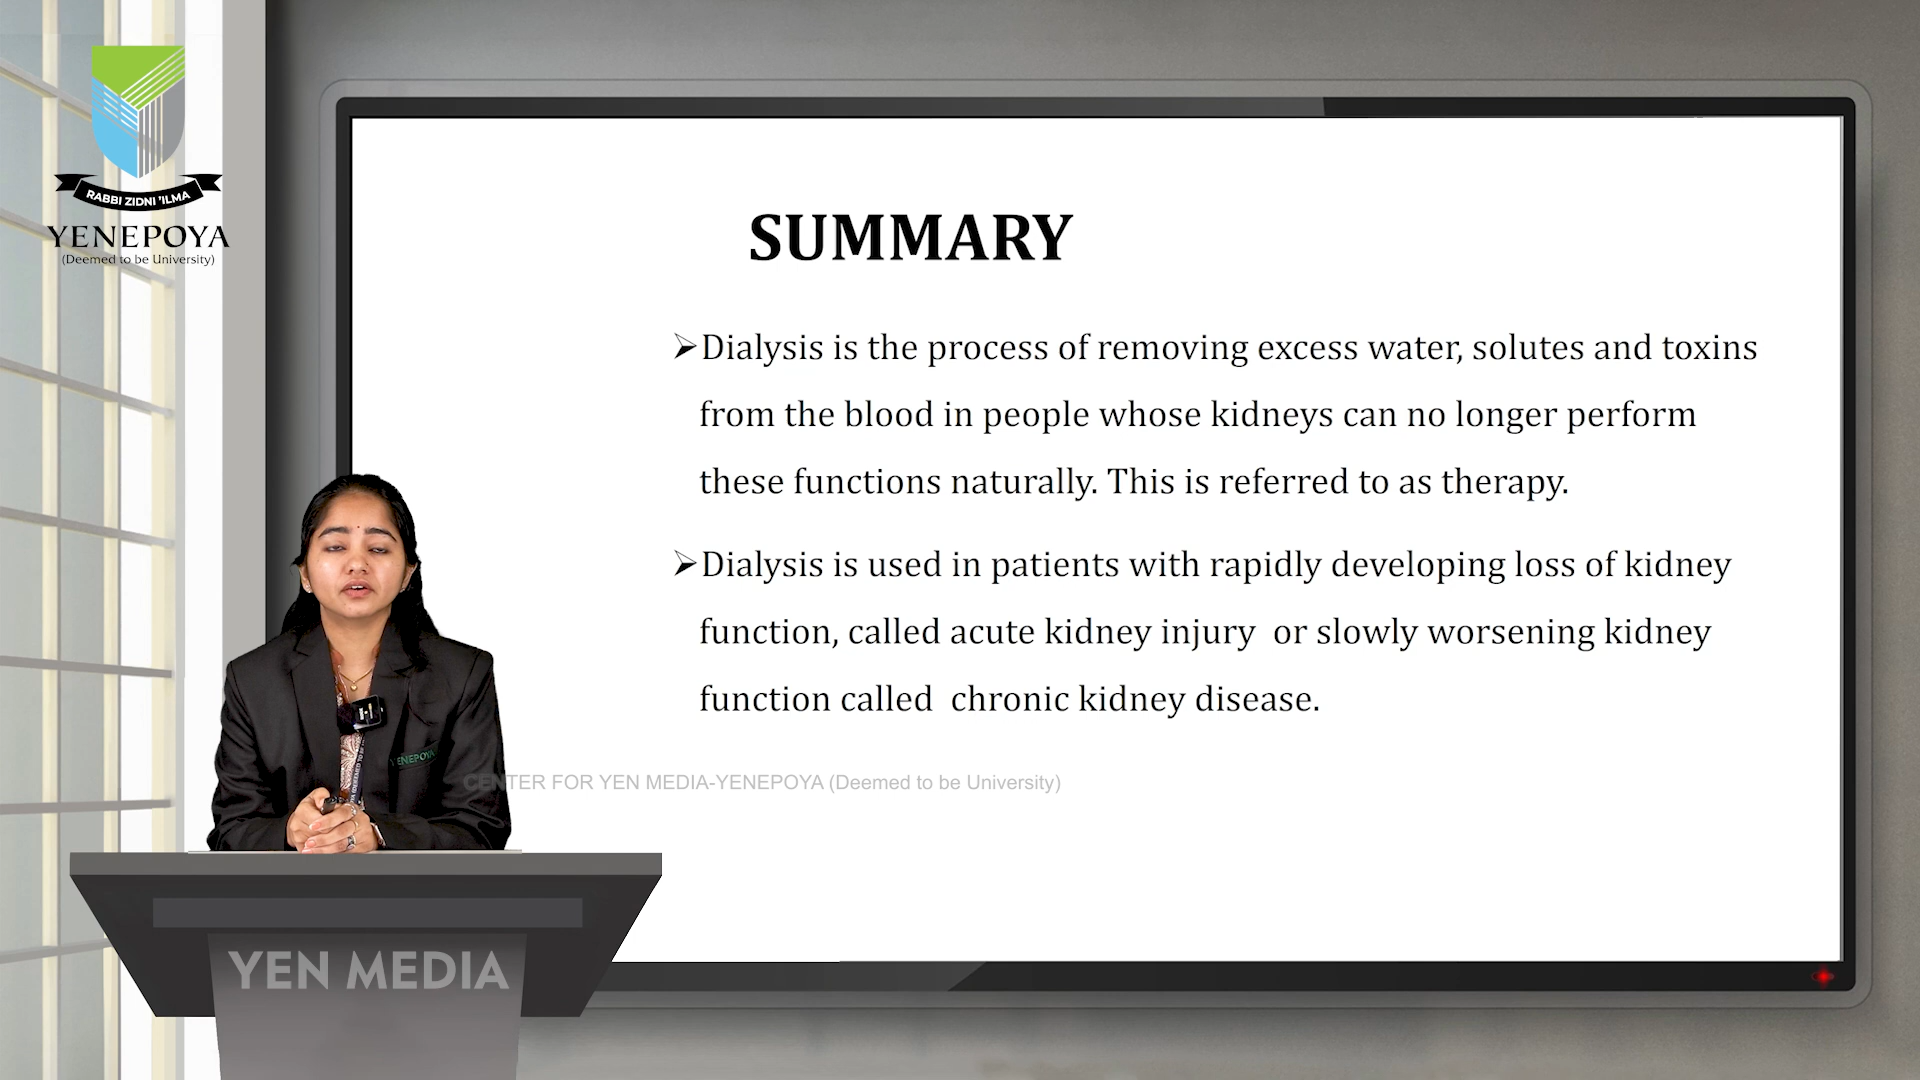 RABBI ZIDNI 'ILMA
YENEPOYA
(Deemed to be University)
SUMMARY
➢Dialysis is the process of removing excess water, solutes and toxins
from the blood in people whose kidneys can no longer perform
these functions naturally. This is referred to as therapy.
➢Dialysis is used in patients with rapidly developing loss of kidney
function, called acute kidney injury or slowly worsening kidney
function called chronic kidney disease.
YENEPOYA
CENTER FOR YEN MEDIA-YENEPOYA (Deemed to be University)
YEN MEDIA